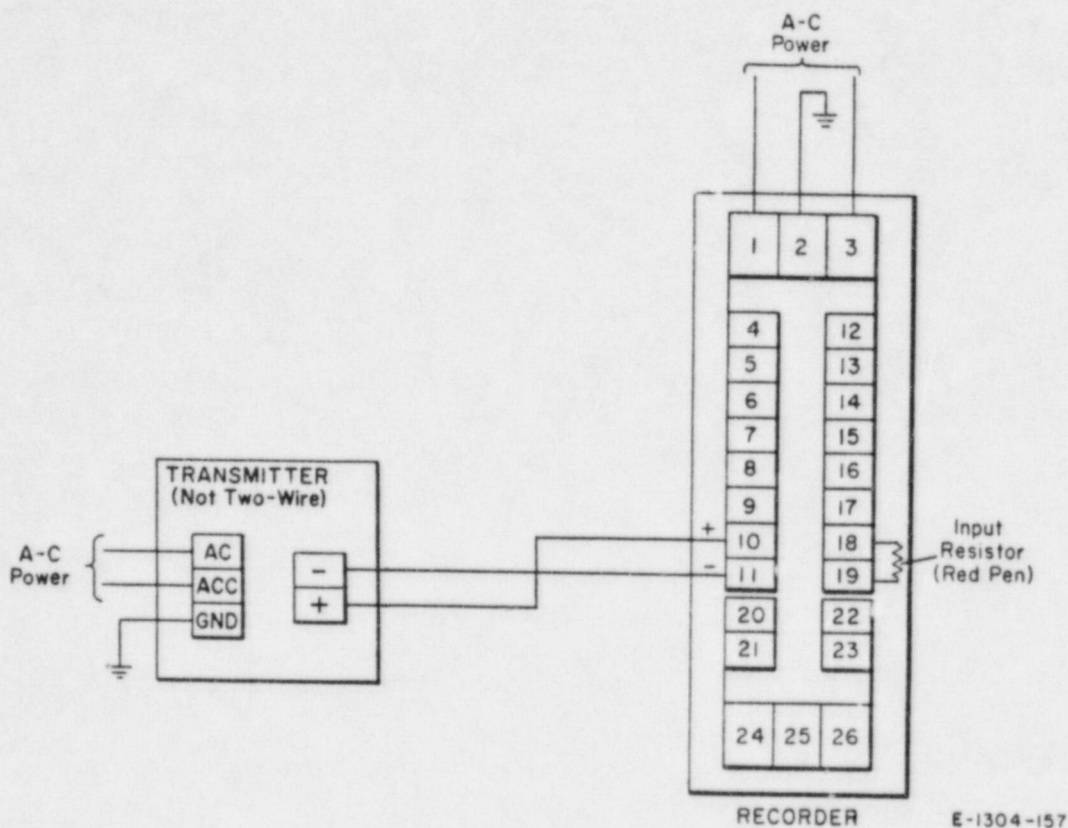 A-C
Power
1 2 3
4 12
5 13
6 14
7 15
8 16
9 17
+ 10 18
- 11 19
20 22
21 23
24 25 26
Input
Resistor
(Red Pen)
TRANSMITTER
(Not Two-Wire)
A-C
Power
AC
ACC
GND
-
+
RECORDER
E-1304-157